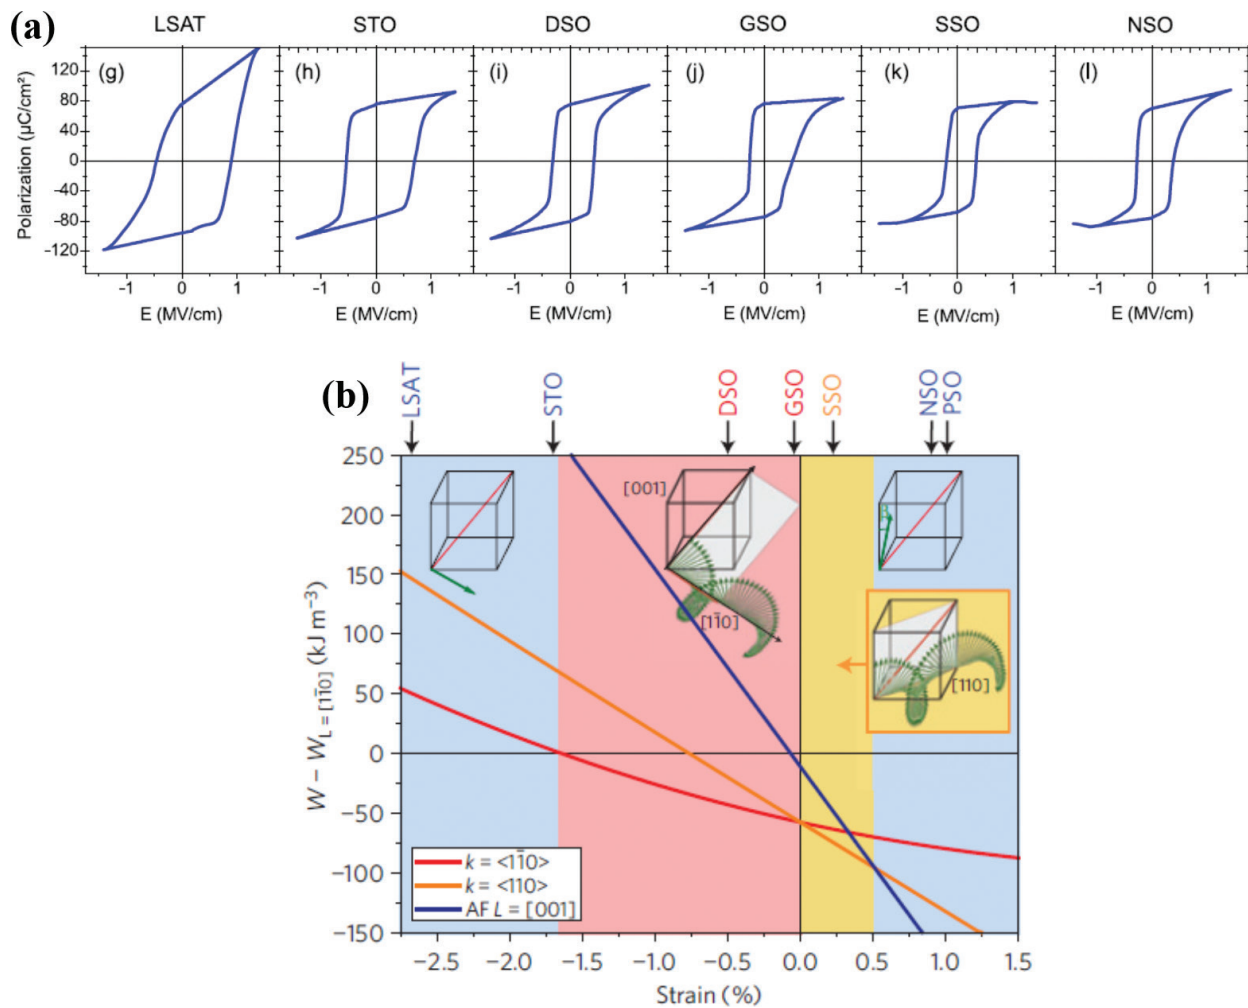 (a)
LSAT STO DSO GSO SSO NSO
(g) (h) (i) (j) (k) (l)
Polarization (µC/cm²)
120
80
40
0
-40
-80
-120
-1 0 1 -1 0 1 -1 0 1 -1 0 1 -1 0 1 -1 0 1
E (MV/cm) E (MV/cm) E (MV/cm) E (MV/cm) E (MV/cm) E (MV/cm)
(b)
LSAT STO DSO GSO SSO NSO PSO
W − W L = [11̄0] (kJ m⁻³)
250
200
150
100
50
0
−50
−100
−150
[001]
[11̄0]
[110]
k = <11̄0>
k = <110>
AF L = [001]
−2.5 −2.0 −1.5 −1.0 −0.5 0.0 0.5 1.0 1.5
Strain (%)